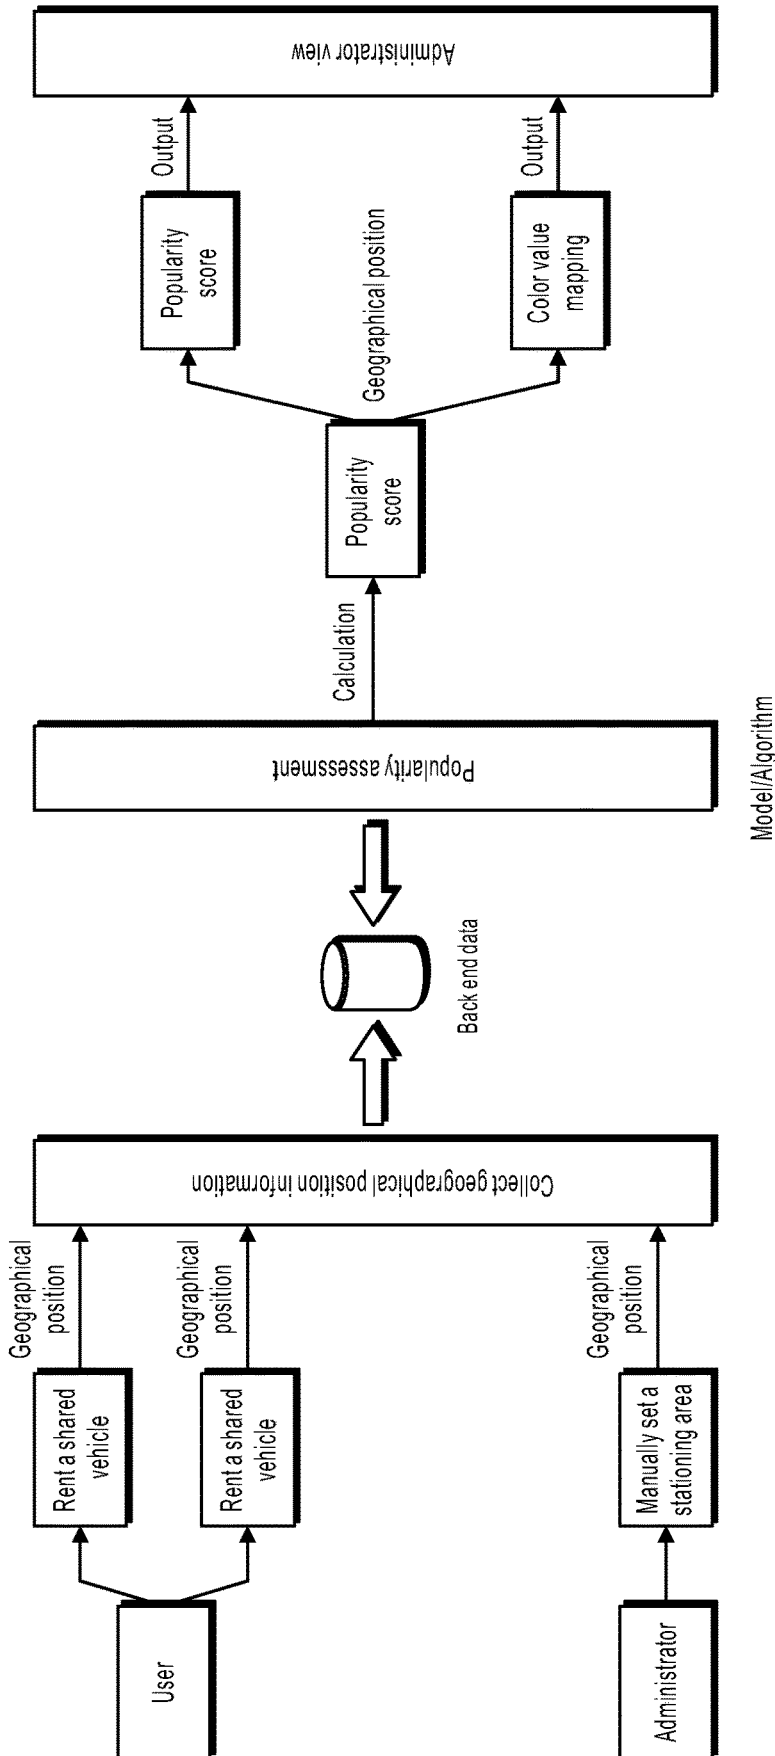 User
Administrator
Rent a shared
vehicle
Rent a shared
vehicle
Manually set a
stationing area
Geographical
position
Geographical
position
Geographical
position
Collect geographical position information
Back end data
Popularity assessment
Model/Algorithm
Calculation
Popularity
score
Geographical position
Popularity
score
Color value
mapping
Output
Output
Administrator view